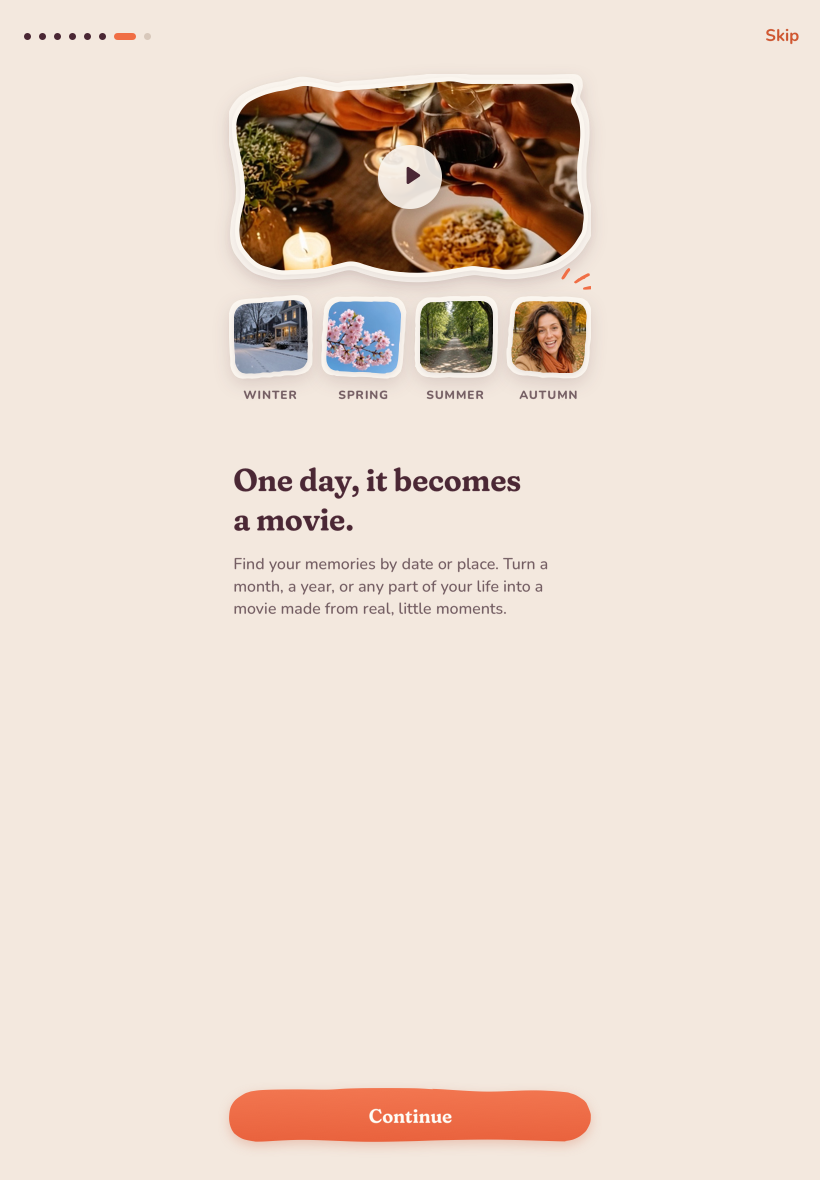 Skip
WINTER
SPRING
SUMMER
AUTUMN
One day, it becomes
a movie.
Find your memories by date or place. Turn a
month, a year, or any part of your life into a
movie made from real, little moments.
Continue